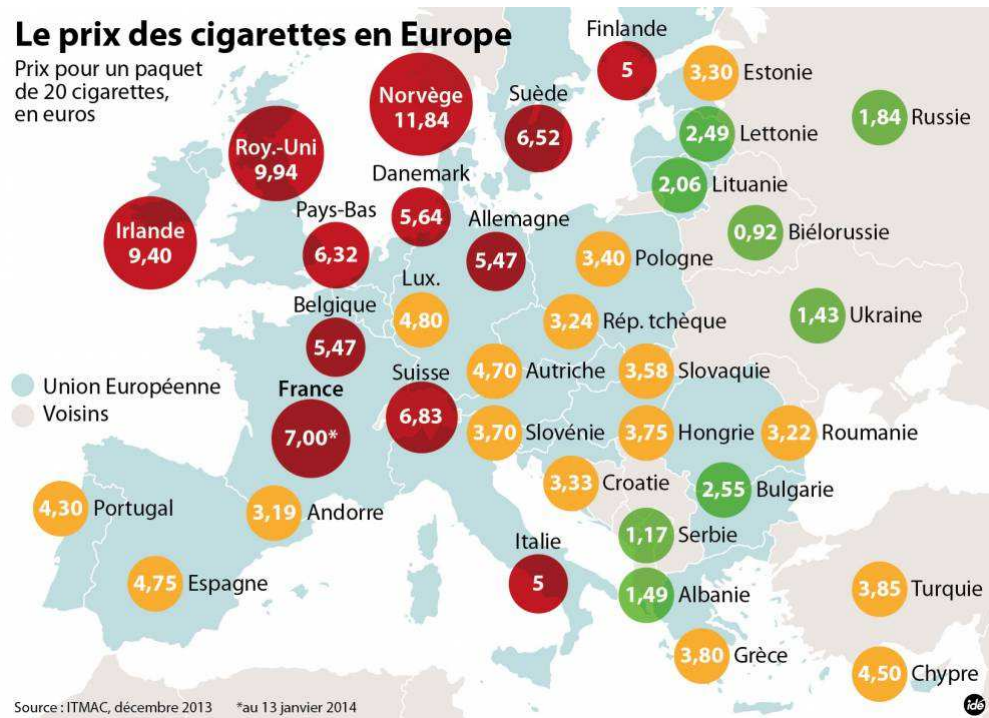 Le prix des cigarettes en Europe
Prix pour un paquet
de 20 cigarettes,
en euros
Finlande
5
3,30 Estonie
Norvège
11,84
Suède
6,52
1,84 Russie
2,49 Lettonie
Roy.-Uni
9,94
Danemark
5,64
2,06 Lituanie
Pays-Bas
6,32
Irlande
9,40
Allemagne
5,47
0,92 Biélorussie
3,40 Pologne
Lux.
4,80
Belgique
5,47
3,24 Rép. tchèque
1,43 Ukraine
Suisse
6,83
4,70 Autriche
3,58 Slovaquie
Union Européenne
Voisins
France
7,00*
3,70 Slovénie
3,75 Hongrie
3,22 Roumanie
3,33 Croatie
2,55 Bulgarie
4,30 Portugal
3,19 Andorre
1,17 Serbie
Italie
5
4,75 Espagne
1,49 Albanie
3,85 Turquie
3,80 Grèce
4,50 Chypre
Source : ITMAC, décembre 2013 *au 13 janvier 2014
idé